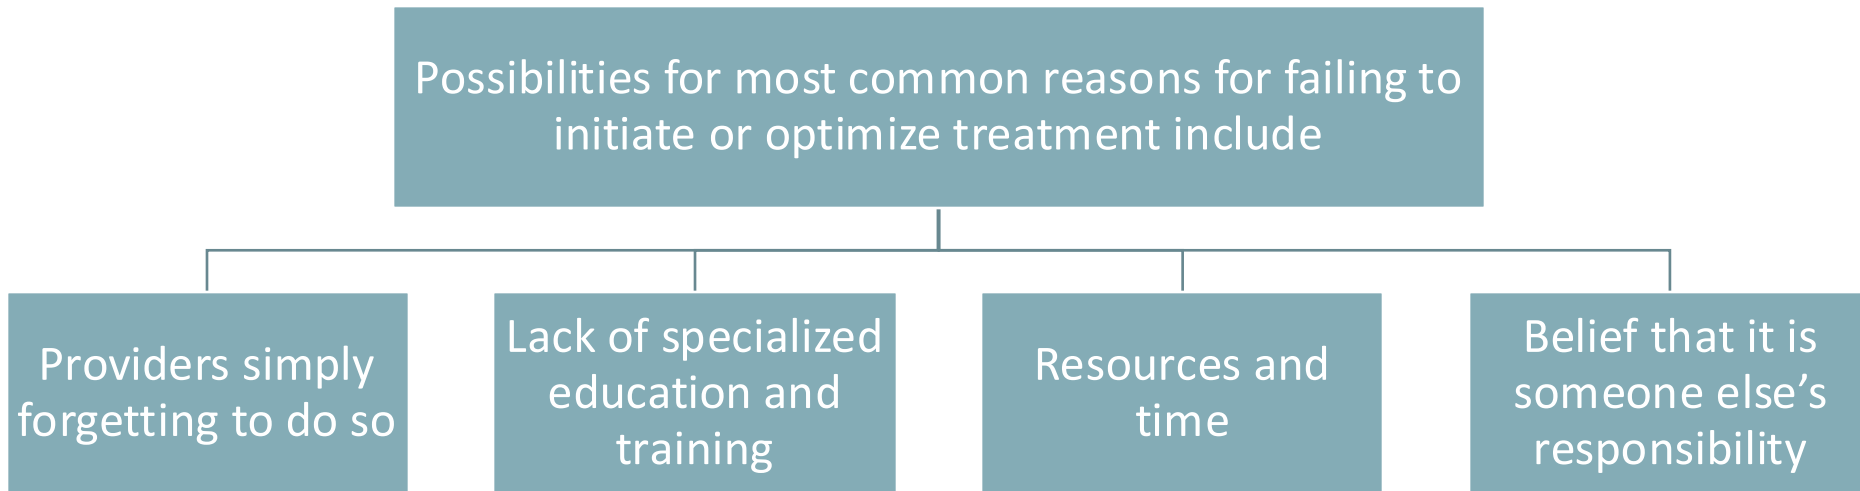 Possibilities for most common reasons for failing to
initiate or optimize treatment include
Providers simply
forgetting to do so
Lack of specialized
education and
training
Resources and
time
Belief that it is
someone else’s
responsibility